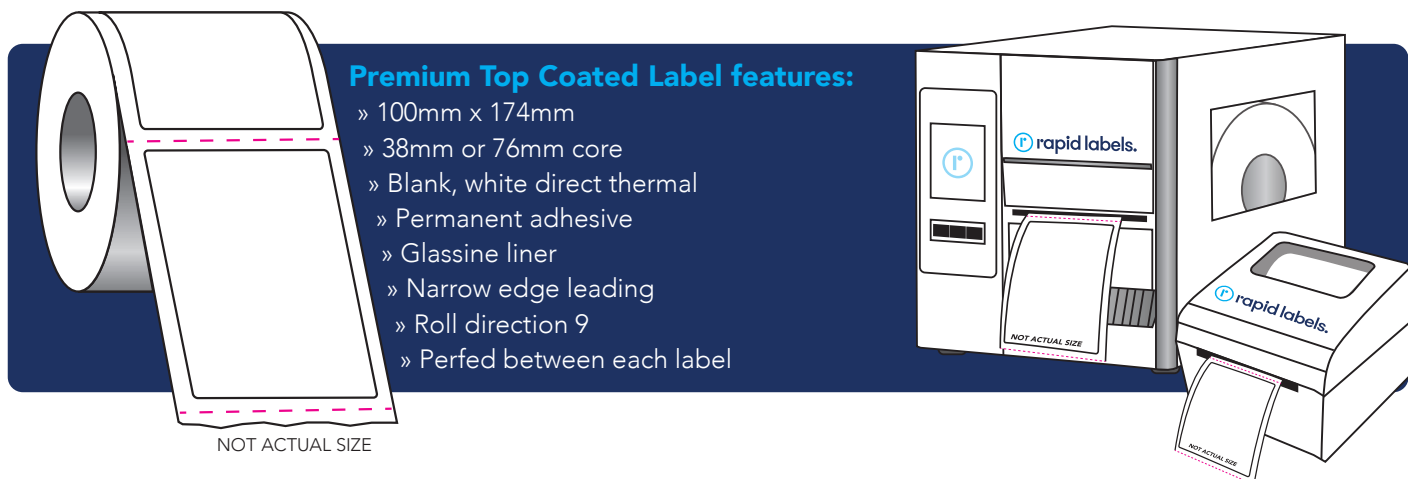 Premium Top Coated Label features:
» 100mm x 174mm
» 38mm or 76mm core
» Blank, white direct thermal
» Permanent adhesive
» Glassine liner
» Narrow edge leading
» Roll direction 9
» Perfed between each label
NOT ACTUAL SIZE
r
r rapid labels.
NOT ACTUAL SIZE
r rapid labels.
NOT ACTUAL SIZE